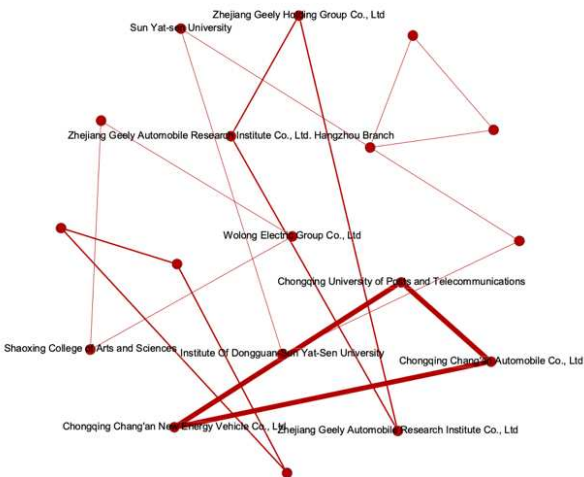 Zhejiang Geely Holding Group Co., Ltd
Sun Yat-sen University
Zhejiang Geely Automobile Research Institute Co., Ltd. Hangzhou Branch
Wolong Electric Group Co., Ltd
Chongqing University of Posts and Telecommunications
Shaoxing College of Arts and Sciences
Institute Of Dongguan-Sun Yat-Sen University
Chongqing Chang'an Automobile Co., Ltd
Chongqing Chang'an New Energy Vehicle Co., Ltd
Zhejiang Geely Automobile Research Institute Co., Ltd